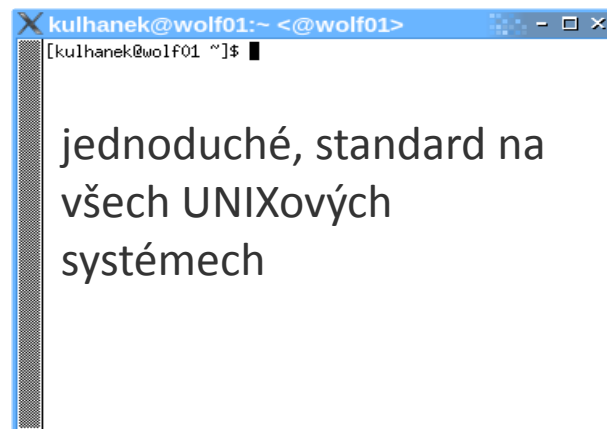 kulhanek@wolf01:~ <@wolf01>
[kulhanek@wolf01 ~]$
jednoduché, standard na
všech UNIXových
systémech